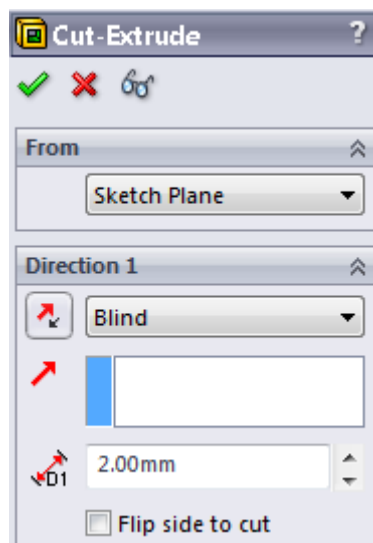 Cut-Extrude ?
From
Sketch Plane
Direction 1
Blind
D1 2.00mm
Flip side to cut